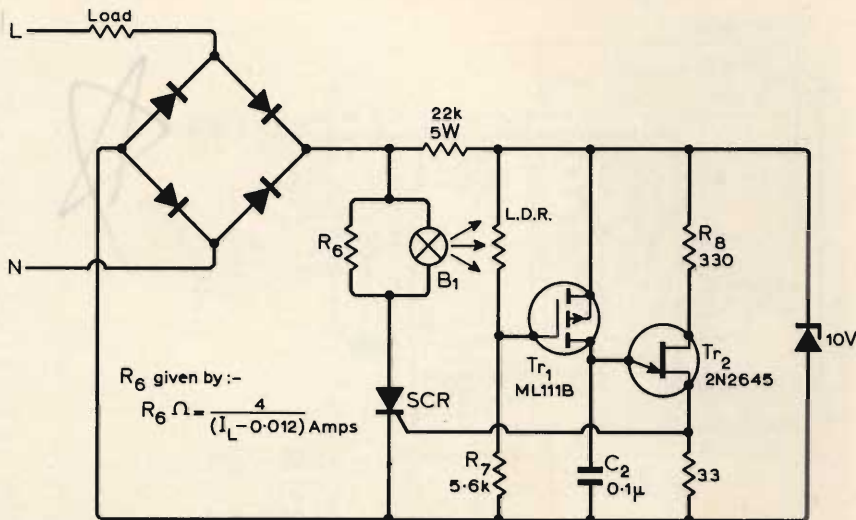 Load
L
22k
5W
L.D.R.
R6
B1
R8
330
N
Tr1
ML111B
Tr2
2N2645
10V
R6 given by:-
R6 Ω = 4
(IL-0·012) Amps
SCR
R7
5·6k
C2
0·1μ
33